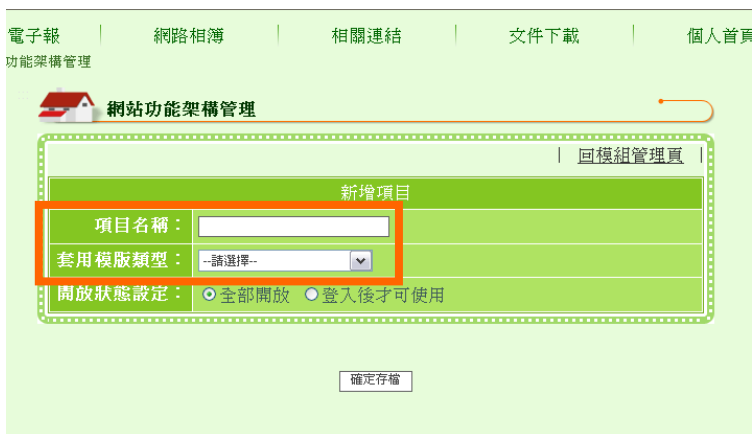 電子報 | 網路相簿 | 相關連結 | 文件下載 | 個人首頁
功能架構管理
網站功能架構管理
| 回模組管理頁 |
新增項目
項目名稱：
套用模版類型： --請選擇--
開放狀態設定： 全部開放 登入後才可使用
確定存檔